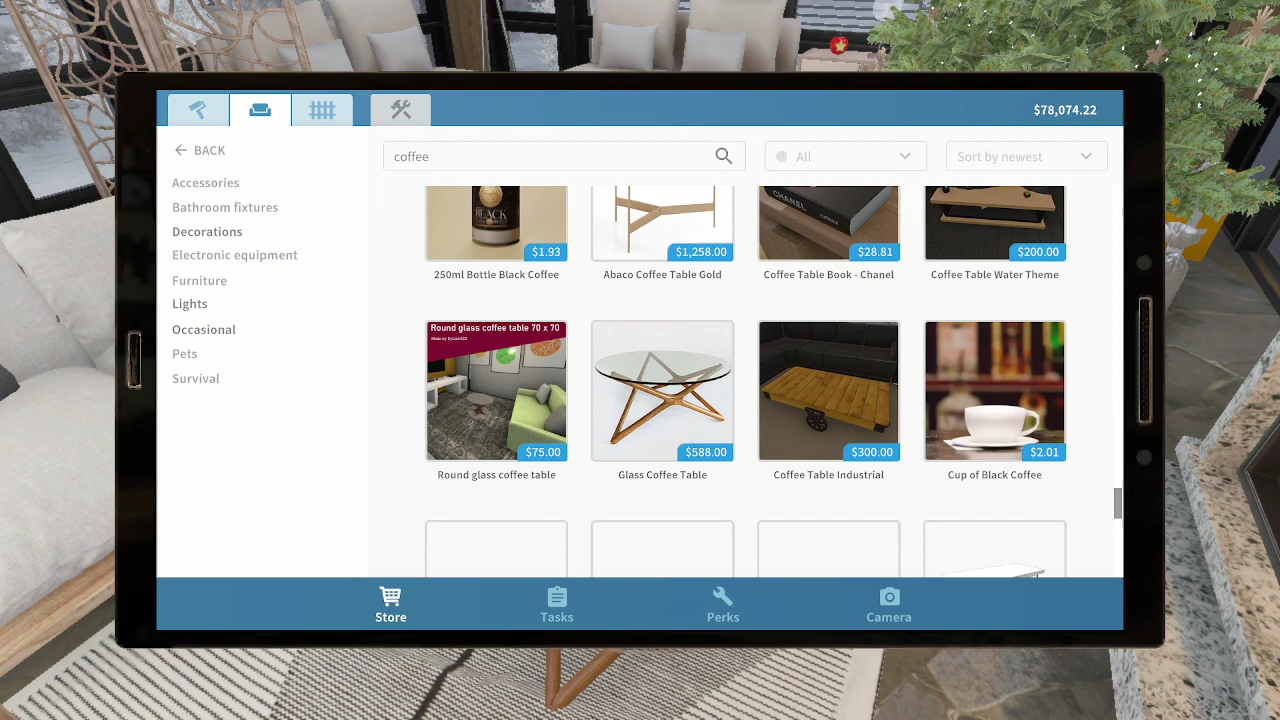 $78,074.22
BACK
coffee
All
Sort by newest
Accessories
Bathroom fixtures
Decorations
Electronic equipment
Furniture
Lights
Occasional
Pets
Survival
BLACK
CHANEL
$1.93
$1,258.00
$28.81
$200.00
250ml Bottle Black Coffee
Abaco Coffee Table Gold
Coffee Table Book - Chanel
Coffee Table Water Theme
Round glass coffee table 70 x 70
$75.00
$588.00
$300.00
$2.01
Round glass coffee table
Glass Coffee Table
Coffee Table Industrial
Cup of Black Coffee
Store
Tasks
Perks
Camera